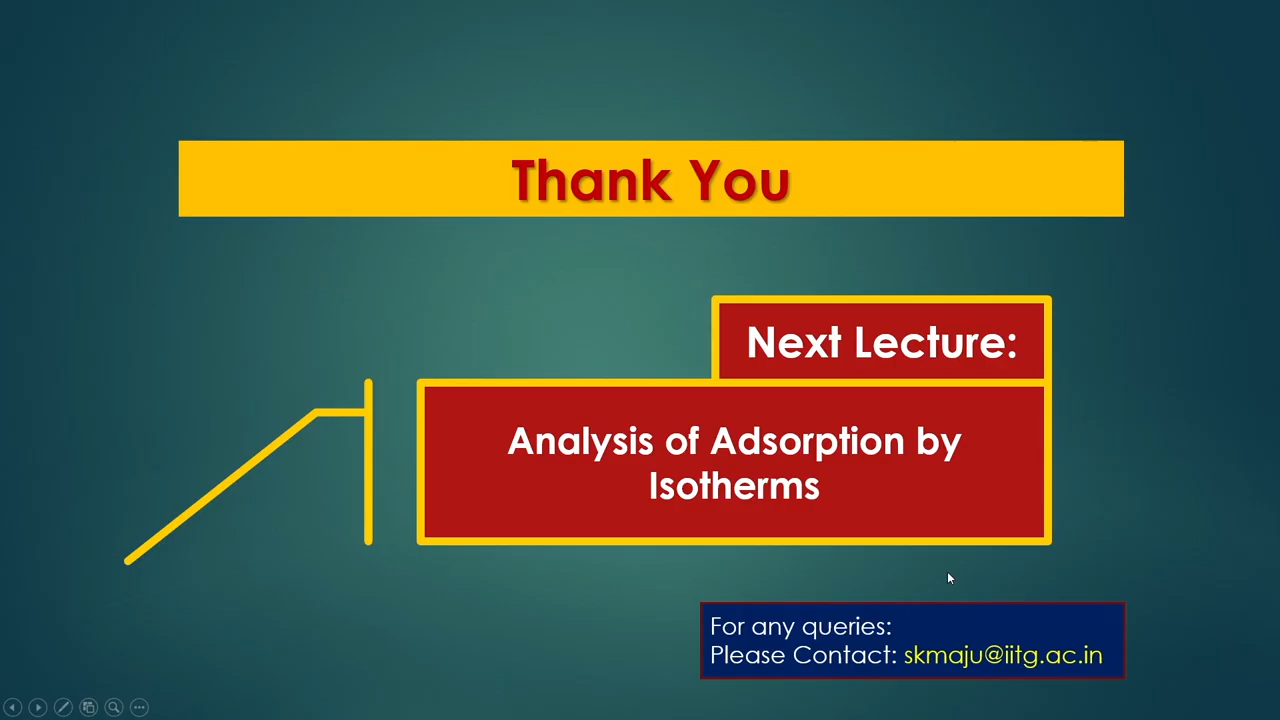 Thank You
Next Lecture:
Analysis of Adsorption by
Isotherms
For any queries:
Please Contact: skmaju@iitg.ac.in